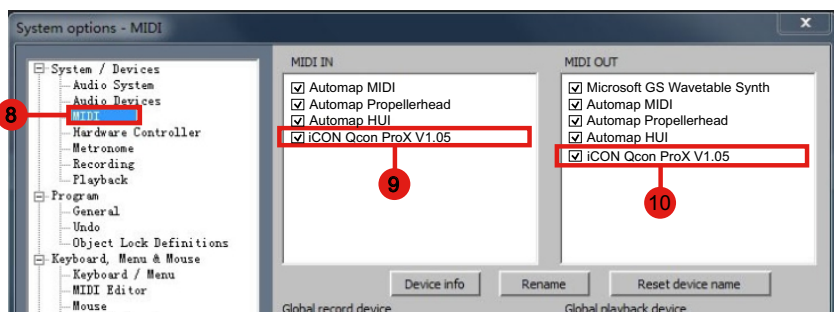 System options - MIDI
x
System / Devices
Audio System
Audio Devices
MIDI
Hardware Controller
Metronome
Recording
Playback
Program
General
Undo
Object Lock Definitions
Keyboard, Menu & Mouse
Keyboard / Menu
MIDI Editor
Mouse
8
MIDI IN
Automap MIDI
Automap Propellerhead
Automap HUI
iCON Qcon ProX V1.05
9
MIDI OUT
Microsoft GS Wavetable Synth
Automap MIDI
Automap Propellerhead
Automap HUI
iCON Qcon ProX V1.05
10
Device info
Rename
Reset device name
Global record device
Global playback device